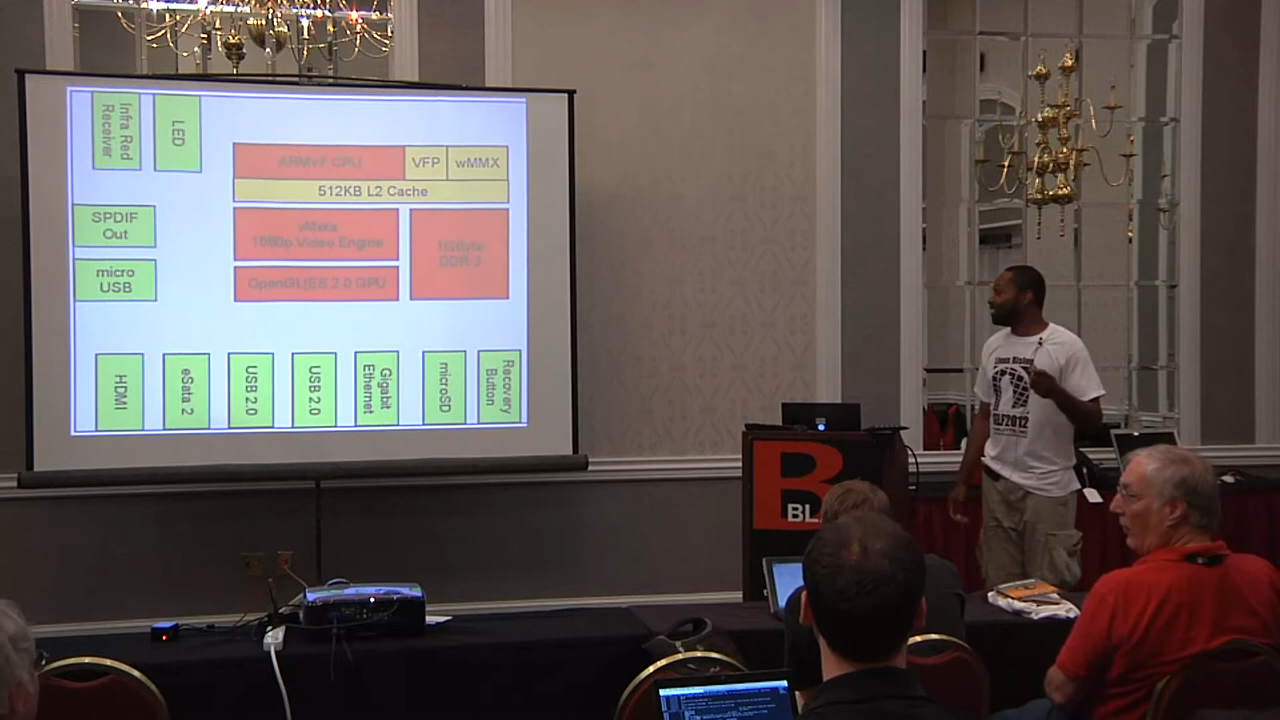 Infra Red
Receiver
LED
ARMv7 CPU
VFP
wMMX
512KB L2 Cache
SPDIF
Out
1080p Video Engine
1GByte
DDR-3
micro
USB
OpenGL|ES 2.0 GPU
HDMI
eSata 2
USB 2.0
USB 2.0
Gigabit
Ethernet
microSD
Recovery
Button
B
BL
Linux
SELF2012